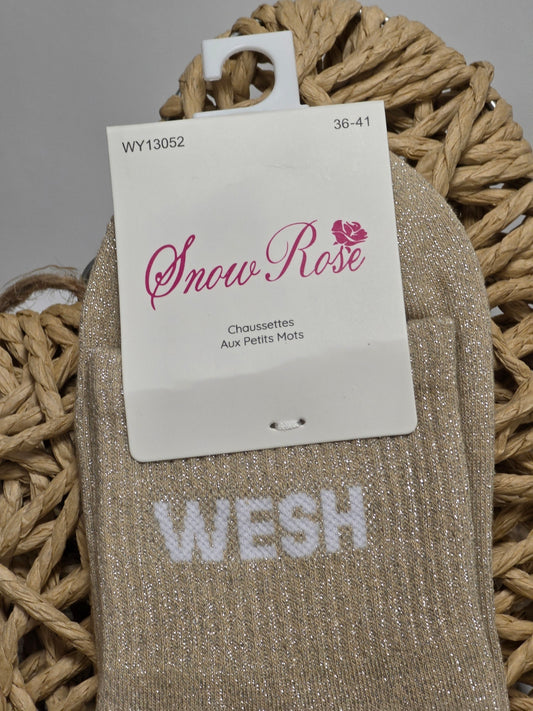 WY13052 36-41
Snow Rose
Chaussettes
Aux Petits Mots
WESH